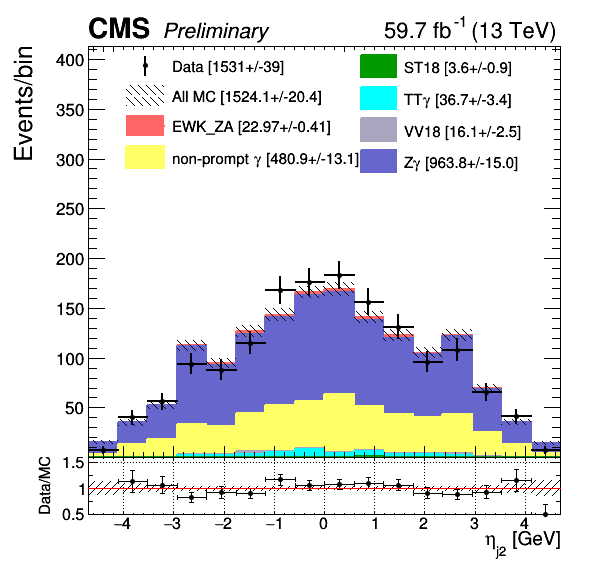 CMS Preliminary 59.7 fb⁻¹ (13 TeV)
Events/bin
400
350
300
250
200
150
100
50
Data [1531+/-39]
All MC [1524.1+/-20.4]
EWK_ZA [22.97+/-0.41]
non-prompt γ [480.9+/-13.1]
ST18 [3.6+/-0.9]
TTγ [36.7+/-3.4]
VV18 [16.1+/-2.5]
Zγ [963.8+/-15.0]
Data/MC
1.5
1
0.5
−4 −3 −2 −1 0 1 2 3 4
η_j2 [GeV]